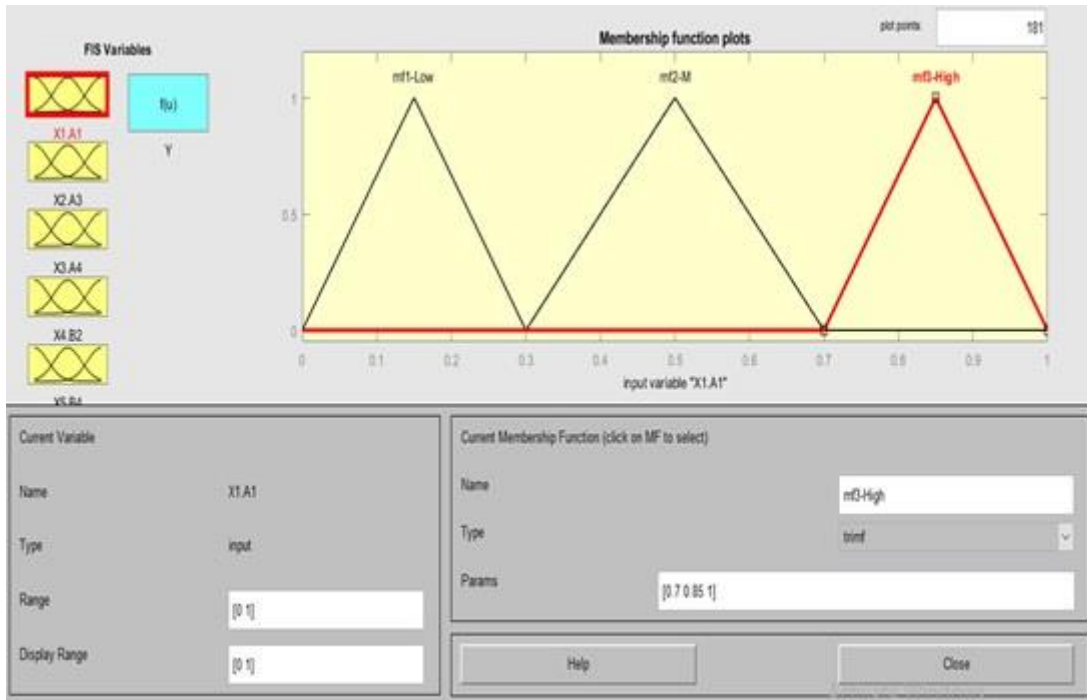 FIS Variables
Membership function plots
plot points:
181
f(u)
X1.A1
Y
X2.A3
X3.A4
X4.B2
X5.B4
mf1-Low
mf2-M
mf3-High
1
0.5
0
0 0.1 0.2 0.3 0.4 0.5 0.6 0.7 0.8 0.9 1
input variable "X1.A1"
Current Variable
Name X1.A1
Type input
Range [0 1]
Display Range [0 1]
Current Membership Function (click on MF to select)
Name mf3-High
Type trimf
Params [0.7 0.85 1]
Help
Close